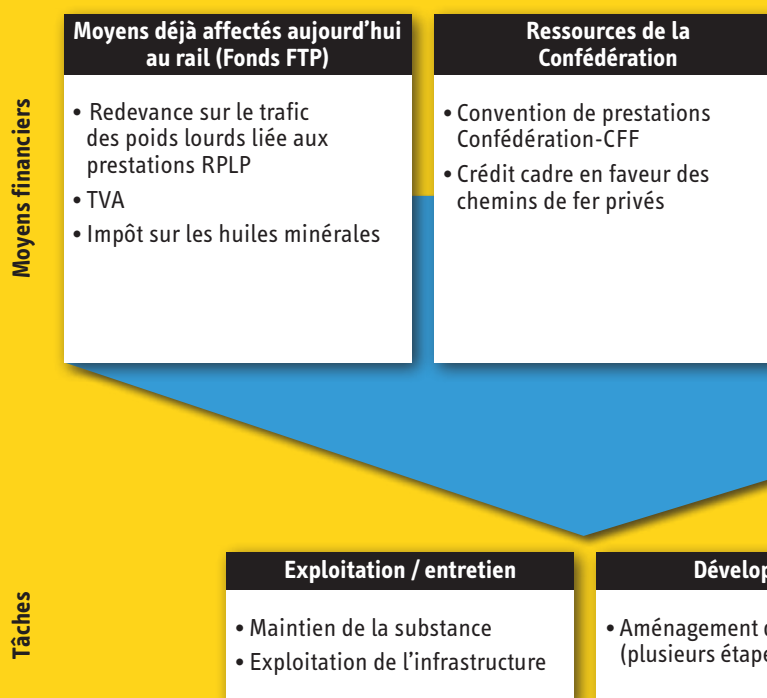 Moyens financiers
Moyens déjà affectés aujourd’hui
au rail (Fonds FTP)
• Redevance sur le trafic
des poids lourds liée aux
prestations RPLP
• TVA
• Impôt sur les huiles minérales
Ressources de la
Confédération
• Convention de prestations
Confédération-CFF
• Crédit cadre en faveur des
chemins de fer privés
Tâches
Exploitation / entretien
• Maintien de la substance
• Exploitation de l’infrastructure
• Aménagement
(plusieurs